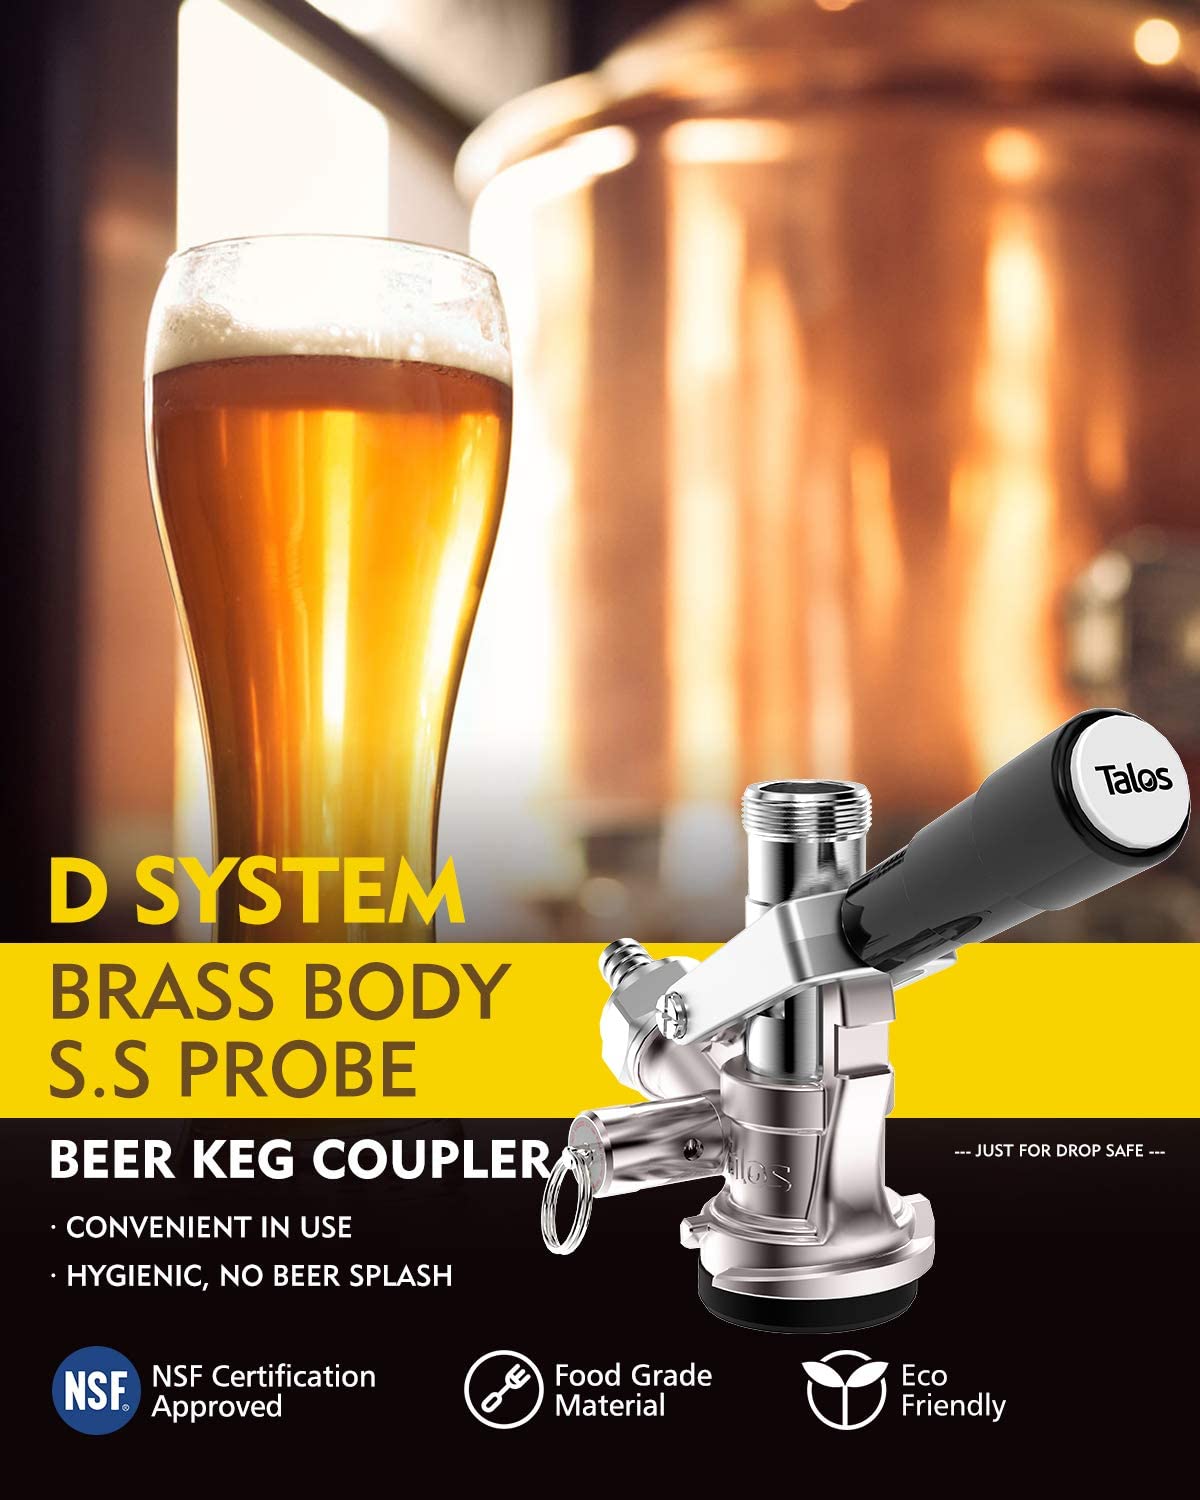 Talos
D SYSTEM
BRASS BODY
S.S PROBE
BEER KEG COUPLER
--- JUST FOR DROP SAFE ---
· CONVENIENT IN USE
· HYGIENIC, NO BEER SPLASH
Talos
NSF®
NSF Certification
Approved
Food Grade
Material
Eco
Friendly